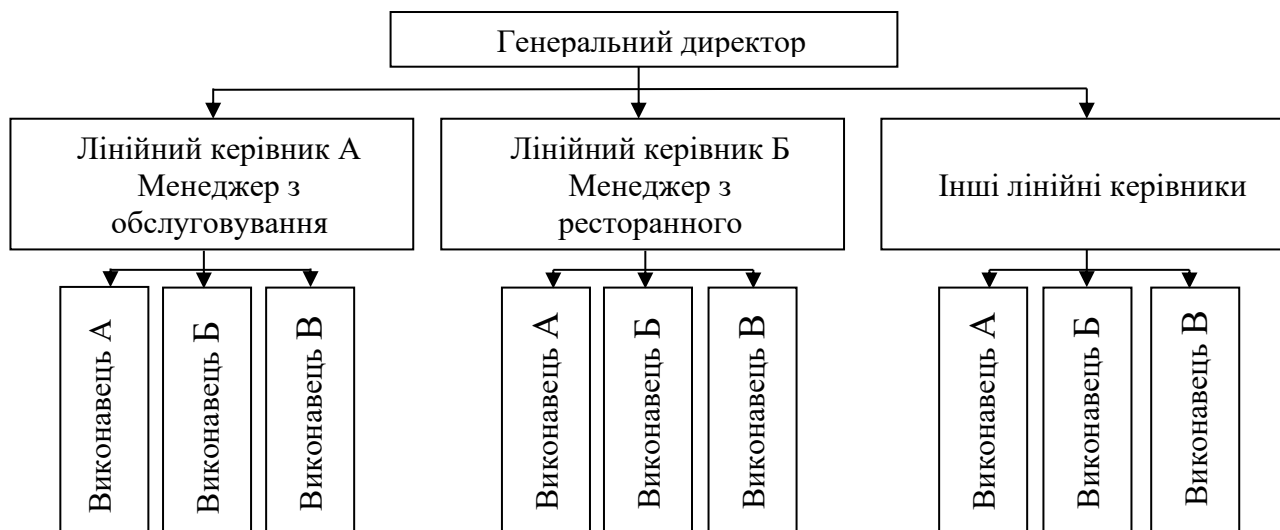 Генеральний директор
Лінійний керівник А
Менеджер з
обслуговування
Лінійний керівник Б
Менеджер з
ресторанного
Інші лінійні керівники
Виконавець А
Виконавець Б
Виконавець В
Виконавець А
Виконавець Б
Виконавець В
Виконавець А
Виконавець Б
Виконавець В